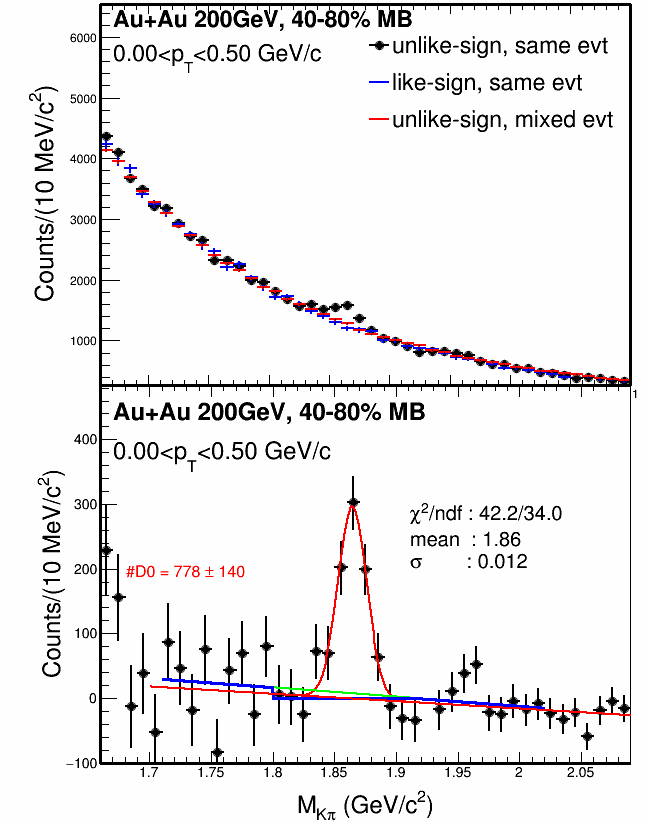 Au+Au 200GeV, 40-80% MB
0.00<p_T<0.50 GeV/c
unlike-sign, same evt
like-sign, same evt
unlike-sign, mixed evt
Counts/(10 MeV/c²)
6000
5000
4000
3000
2000
1000
1
Au+Au 200GeV, 40-80% MB
0.00<p_T<0.50 GeV/c
χ²/ndf : 42.2/34.0
mean : 1.86
σ : 0.012
#D0 = 778 ± 140
Counts/(10 MeV/c²)
400
300
200
100
0
−100
1.7 1.75 1.8 1.85 1.9 1.95 2 2.05
M_Kπ (GeV/c²)